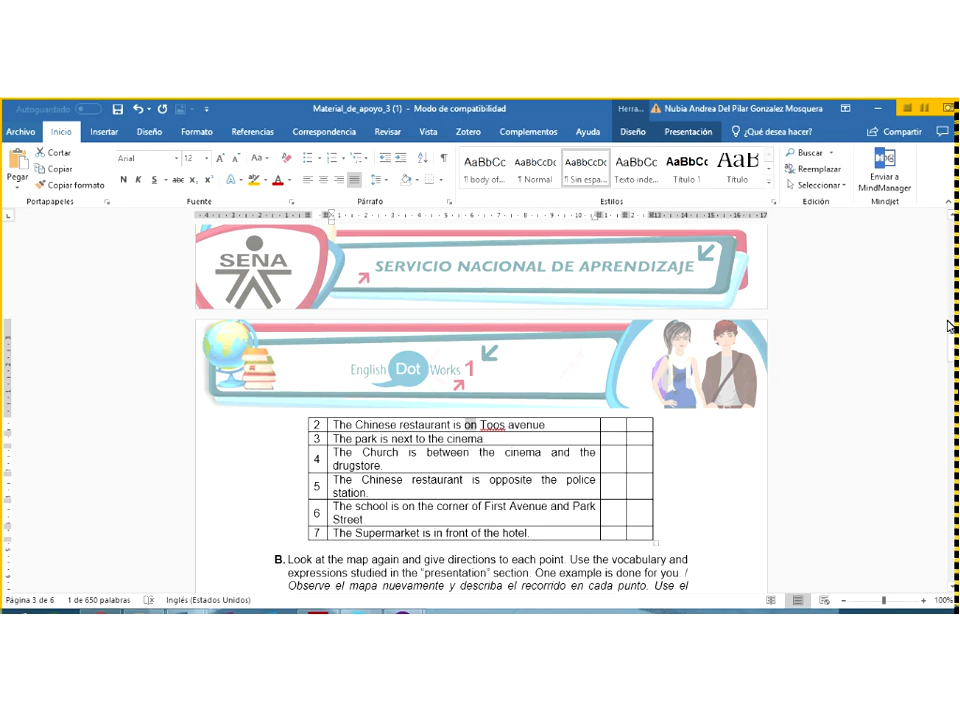 Autoguardado Material_de_apoyo_3 (1) - Modo de compatibilidad Herra... Nubia Andrea Del Pilar Gonzalez Mosquera
Archivo Inicio Insertar Diseño Formato Referencias Correspondencia Revisar Vista Zotero Complementos Ayuda Diseño Presentación ¿Qué desea hacer? Compartir
Pegar Cortar Copiar Copiar formato
Arial 12
N K S abc x₂ x²
AaBbCc AaBbCcDc AaBbCcDc AaBbCc AaBbCc AaB
¶ body of... ¶ Normal ¶ Sin espa... Texto inde... Título 1 Título
Buscar
Reemplazar
Seleccionar
Enviar a MindManager
Portapapeles Fuente Párrafo Estilos Edición Mindjet
SENA
SERVICIO NACIONAL DE APRENDIZAJE
English Dot Works 1
2 The Chinese restaurant is on Toos avenue.
3 The park is next to the cinema.
4 The Church is between the cinema and the
drugstore.
5 The Chinese restaurant is opposite the police
station.
6 The school is on the corner of First Avenue and Park
Street.
7 The Supermarket is in front of the hotel.
B. Look at the map again and give directions to each point. Use the vocabulary and
expressions studied in the "presentation" section. One example is done for you. /
Observe el mapa nuevamente y describa el recorrido en cada punto. Use el
Página 3 de 6 1 de 650 palabras Inglés (Estados Unidos) 100%